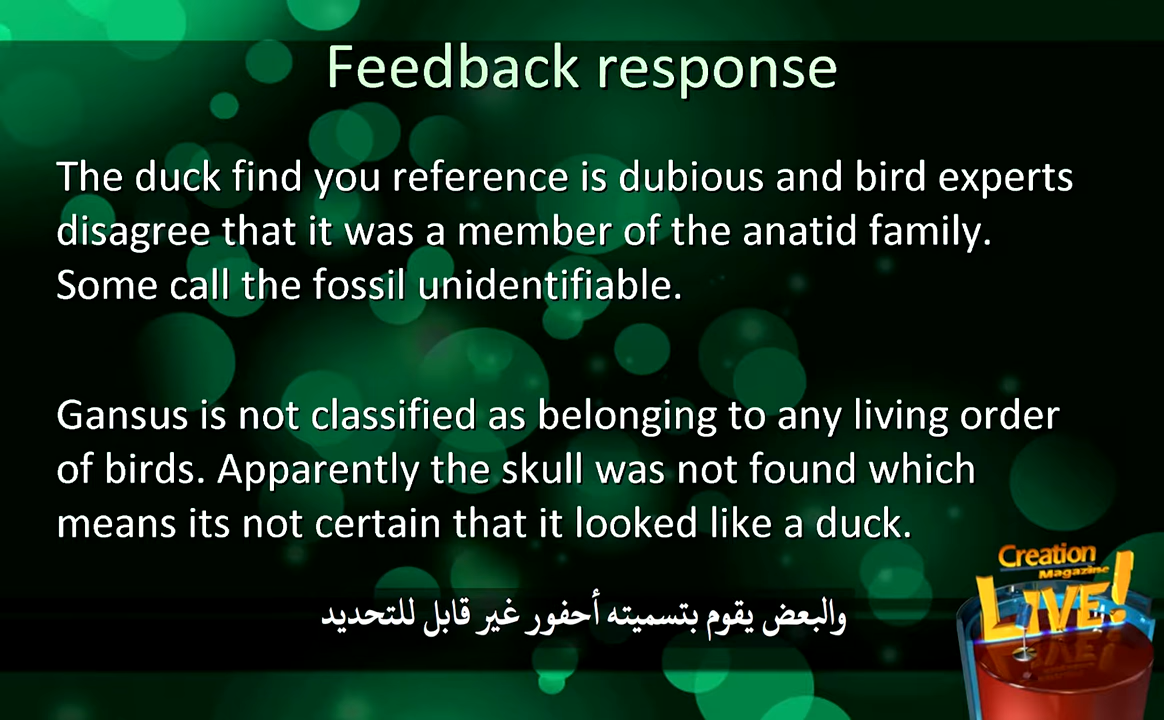 Feedback response
The duck find you reference is dubious and bird experts
disagree that it was a member of the anatid family.
Some call the fossil unidentifiable.
Gansus is not classified as belonging to any living order
of birds. Apparently the skull was not found which
means its not certain that it looked like a duck.
والبعض يقوم بتسميته أحفور غير قابل للتحديد
Creation
Magazine
LIVE!